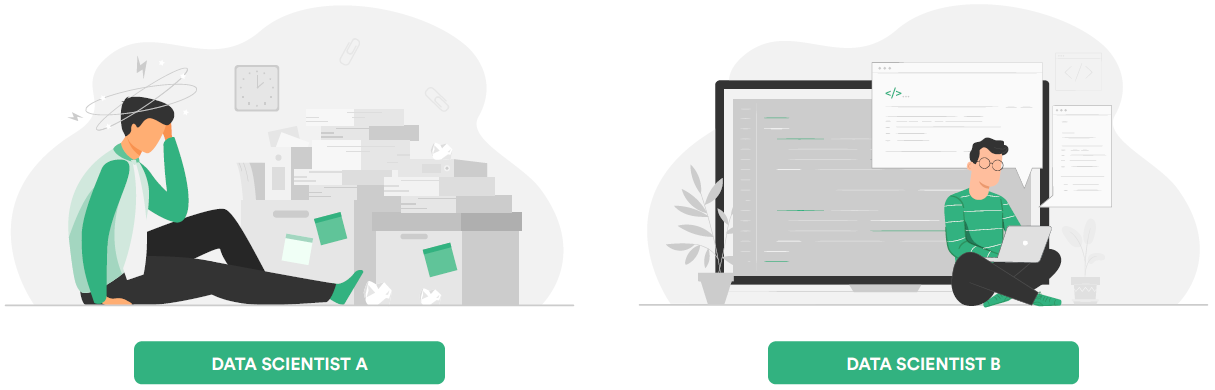 </>...
</>
DATA SCIENTIST A
DATA SCIENTIST B